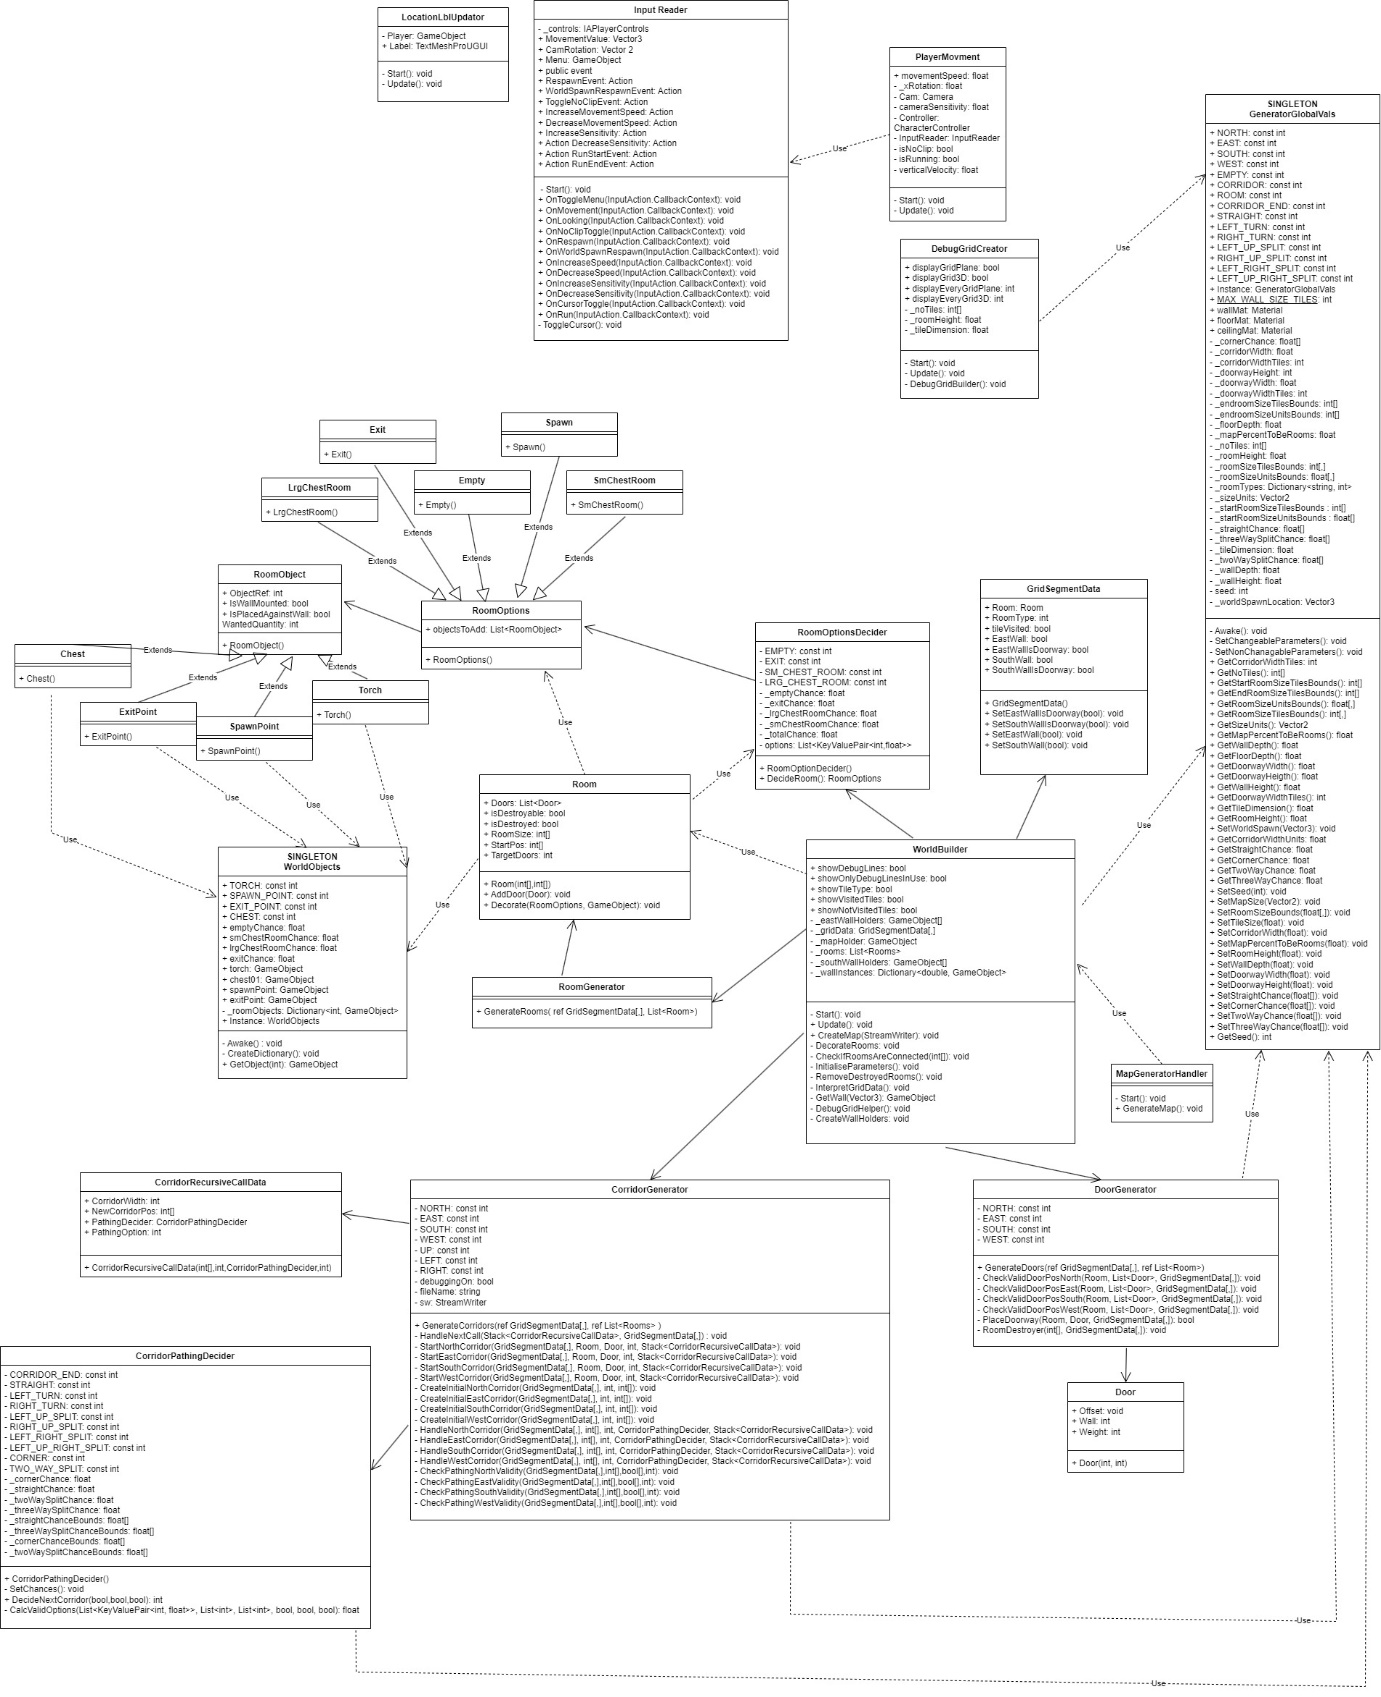 LocationLblUpdator
- Player: GameObject
+ Label: TextMeshProUGUI
- Start(): void
- Update(): void
Input Reader
- _controls: IAPlayerControls
+ MovementValue: Vector3
+ CamRotation: Vector 2
+ Menu: GameObject
+ public event
+ RespawnEvent: Action
+ WorldSpawnRespawnEvent: Action
+ ToggleNoClipEvent: Action
+ IncreaseMovementSpeed: Action
+ DecreaseMovementSpeed: Action
+ IncreaseSensitivity: Action
+ Action DecreaseSensitivity: Action
+ Action RunStartEvent: Action
+ Action RunEndEvent: Action
- Start(): void
+ OnToggleMenu(InputAction.CallbackContext): void
+ OnMovement(InputAction.CallbackContext): void
+ OnLooking(InputAction.CallbackContext): void
+ OnNoClipToggle(InputAction.CallbackContext): void
+ OnRespawn(InputAction.CallbackContext): void
+ OnWorldSpawnRespawn(InputAction.CallbackContext): void
+ OnIncreaseSpeed(InputAction.CallbackContext): void
+ OnDecreaseSpeed(InputAction.CallbackContext): void
+ OnIncreaseSensitivity(InputAction.CallbackContext): void
+ OnDecreaseSensitivity(InputAction.CallbackContext): void
+ OnCursorToggle(InputAction.CallbackContext): void
+ OnRun(InputAction.CallbackContext): void
- ToggleCursor(): void
Use
PlayerMovment
+ movementSpeed: float
- _xRotation: float
- Cam: Camera
- cameraSensitivity: float
- Controller:
CharacterController
- InputReader: InputReader
- isNoClip: bool
- isRunning: bool
- verticalVelocity: float
- Start(): void
- Update(): void
DebugGridCreator
+ displayGridPlane: bool
+ displayGrid3D: bool
+ displayEveryGridPlane: int
+ displayEveryGrid3D: int
- _noTiles: int[]
- _roomHeight: float
- _tileDimension: float
- Start(): void
- Update(): void
- DebugGridBuilder(): void
Use
SINGLETON
GeneratorGlobalVals
+ NORTH: const int
+ EAST: const int
+ SOUTH: const int
+ WEST: const int
+ EMPTY: const int
+ CORRIDOR: const int
+ ROOM: const int
+ CORRIDOR_END: const int
+ STRAIGHT: const int
+ LEFT_TURN: const int
+ RIGHT_TURN: const int
+ LEFT_UP_SPLIT: const int
+ RIGHT_UP_SPLIT: const int
+ LEFT_RIGHT_SPLIT: const int
+ LEFT_UP_RIGHT_SPLIT: const int
+ Instance: GeneratorGlobalVals
+ MAX_WALL_SIZE_TILES: int
+ wallMat: Material
+ floorMat: Material
+ ceilingMat: Material
- _cornerChance: float[]
- _corridorWidth: float
- _corridorWidthTiles: int
- _doorwayHeight: int
- _doorwayWidth: float
- _doorwayWidthTiles: int
- _endroomSizeTilesBounds: int[]
- _endroomSizeUnitsBounds: int[]
- _floorDepth: float
- _mapPercentToBeRooms: float
- _noTiles: int[]
- _roomHeight: float
- _roomSizeTilesBounds: int[,]
- _roomSizeUnitsBounds: float[,]
- _roomTypes: Dictionary<string, int>
- _sizeUnits: Vector2
- _startRoomSizeTilesBounds : int[]
- _startRoomSizeUnitsBounds : float[]
- _straightChance: float[]
- _threeWaySplitChance: float[]
- _tileDimension: float
- _twoWaySplitChance: float[]
- _wallDepth: float
- _wallHeight: float
- seed: int
- _worldSpawnLocation: Vector3
- Awake(): void
- SetChangeableParameters(): void
- SetNonChanagableParameters(): void
+ GetCorridorWidthTiles: int
+ GetNoTiles(): int[]
+ GetStartRoomSizeTilesBounds(): int[]
+ GetEndRoomSizeTilesBounds(): int[]
+ GetRoomSizeUnitsBounds(): float[,]
+ GetRoomSizeTilesBounds(): int[,]
+ GetSizeUnits(): Vector2
+ GetMapPercentToBeRooms(): float
+ GetWallDepth(): float
+ GetFloorDepth(): float
+ GetDoorwayWidth(): float
+ GetDoorwayHeigth(): float
+ GetWallHeight(): float
+ GetDoorwayWidthTiles(): int
+ GetTileDimension(): float
+ GetRoomHeight(): float
+ SetWorldSpawn(Vector3): void
+ GetCorridorWidthUnits: float
+ GetStraightChance: float
+ GetCornerChance: float
+ GetTwoWayChance: float
+ GetThreeWayChance: float
+ SetSeed(int): void
+ SetMapSize(Vector2): void
+ SetRoomSizeBounds(float[,]): void
+ SetTileSize(float): void
+ SetCorridorWidth(float): void
+ SetMapPercentToBeRooms(float): void
+ SetRoomHeight(float): void
+ SetWallDepth(float): void
+ SetDoorwayWidth(float): void
+ SetDoorwayHeight(float): void
+ SetStraightChance(float[]): void
+ SetCornerChance(float[]): void
+ SetTwoWayChance(float[]): void
+ SetThreeWayChance(float[]): void
+ GetSeed(): int
Exit
+ Exit()
Spawn
+ Spawn()
LrgChestRoom
+ LrgChestRoom()
Empty
+ Empty()
SmChestRoom
+ SmChestRoom()
Extends
Extends
Extends
Extends
Extends
RoomObject
+ ObjectRef: int
+ IsWallMounted: bool
+ IsPlacedAgainstWall: bool
WantedQuantity: int
+ RoomObject()
RoomOptions
+ objectsToAdd: List<RoomObject>
+ RoomOptions()
RoomOptionsDecider
- EMPTY: const int
- EXIT: const int
- SM_CHEST_ROOM: const int
- LRG_CHEST_ROOM: const int
- _emptyChance: float
- _exitChance: float
- _lrgChestRoomChance: float
- _smChestRoomChance: float
- _totalChance: float
- options: List<KeyValuePair<int,float>>
+ RoomOptionDecider()
+ DecideRoom(): RoomOptions
GridSegmentData
+ Room: Room
+ RoomType: int
+ tileVisited: bool
+ EastWall: bool
+ EastWallIsDoorway: bool
+ SouthWall: bool
+ SouthWallIsDoorway: bool
+ GridSegmentData()
+ SetEastWallIsDoorway(bool): void
+ SetSouthWallIsDoorway(bool): void
+ SetEastWall(bool): void
+ SetSouthWall(bool): void
Chest
+ Chest()
Extends
Extends
Extends
Extends
ExitPoint
+ ExitPoint()
SpawnPoint
+ SpawnPoint()
Torch
+ Torch()
Use
Use
Use
Use
Use
Use
Use
Use
Use
SINGLETON
WorldObjects
+ TORCH: const int
+ SPAWN_POINT: const int
+ EXIT_POINT: const int
+ CHEST: const int
+ emptyChance: float
+ smChestRoomChance: float
+ lrgChestRoomChance: float
+ exitChance: float
+ torch: GameObject
+ chest01: GameObject
+ spawnPoint: GameObject
+ exitPoint: GameObject
- _roomObjects: Dictionary<int, GameObject>
+ Instance: WorldObjects
- Awake() : void
- CreateDictionary(): void
+ GetObject(int): GameObject
Room
+ Doors: List<Door>
+ isDestroyable: bool
+ isDestroyed: bool
+ RoomSize: int[]
+ StartPos: int[]
+ TargetDoors: int
+ Room(int[],int[])
+ AddDoor(Door): void
+ Decorate(RoomOptions, GameObject): void
RoomGenerator
+ GenerateRooms( ref GridSegmentData[,], List<Room>)
WorldBuilder
+ showDebugLines: bool
+ showOnlyDebugLinesInUse: bool
+ showTileType: bool
+ showVisitedTiles: bool
+ showNotVisitedTiles: bool
- _eastWallHolders: GameObject[]
- _gridData: GridSegmentData[,]
- _mapHolder: GameObject
- _rooms: List<Rooms>
- _southWallHolders: GameObject[]
- _wallInstances: Dictionary<double, GameObject>
- Start(): void
+ Update(): void
+ CreateMap(StreamWriter): void
- DecorateRooms: void
- CheckIfRoomsAreConnected(int[]): void
- InitialiseParameters(): void
- RemoveDestroyedRooms(): void
- InterpretGridData(): void
- GetWall(Vector3): GameObject
- DebugGridHelper(): void
- CreateWallHolders: void
Use
MapGeneratorHandler
- Start(): void
+ GenerateMap(): void
Use
CorridorRecursiveCallData
+ CorridorWidth: int
+ NewCorridorPos: int[]
+ PathingDecider: CorridorPathingDecider
+ PathingOption: int
+ CorridorRecursiveCallData(int[],int,CorridorPathingDecider,int)
CorridorGenerator
- NORTH: const int
- EAST: const int
- SOUTH: const int
- WEST: const int
- UP: const int
- LEFT: const int
- RIGHT: const int
- debuggingOn: bool
- fileName: string
- sw: StreamWriter
+ GenerateCorridors(ref GridSegmentData[,], ref List<Rooms> )
- HandleNextCall(Stack<CorridorRecursiveCallData>, GridSegmentData[,]) : void
- StartNorthCorridor(GridSegmentData[,], Room, Door, int, Stack<CorridorRecursiveCallData>): void
- StartEastCorridor(GridSegmentData[,], Room, Door, int, Stack<CorridorRecursiveCallData>): void
- StartSouthCorridor(GridSegmentData[,], Room, Door, int, Stack<CorridorRecursiveCallData>): void
- StartWestCorridor(GridSegmentData[,], Room, Door, int, Stack<CorridorRecursiveCallData>): void
- CreateInitialNorthCorridor(GridSegmentData[,], int, int[]): void
- CreateInitialEastCorridor(GridSegmentData[,], int, int[]): void
- CreateInitialSouthCorridor(GridSegmentData[,], int, int[]): void
- CreateInitialWestCorridor(GridSegmentData[,], int, int[]): void
- HandleNorthCorridor(GridSegmentData[,], int[], int, CorridorPathingDecider, Stack<CorridorRecursiveCallData>): void
- HandleEastCorridor(GridSegmentData[,], int[], int, CorridorPathingDecider, Stack<CorridorRecursiveCallData>): void
- HandleSouthCorridor(GridSegmentData[,], int[], int, CorridorPathingDecider, Stack<CorridorRecursiveCallData>): void
- HandleWestCorridor(GridSegmentData[,], int[], int, CorridorPathingDecider, Stack<CorridorRecursiveCallData>): void
- CheckPathingNorthValidity(GridSegmentData[,],int[],bool[],int): void
- CheckPathingEastValidity(GridSegmentData[,],int[],bool[],int): void
- CheckPathingSouthValidity(GridSegmentData[,],int[],bool[],int): void
- CheckPathingWestValidity(GridSegmentData[,],int[],bool[],int): void
DoorGenerator
- NORTH: const int
- EAST: const int
- SOUTH: const int
- WEST: const int
+ GenerateDoors(ref GridSegmentData[,], ref List<Room>)
- CheckValidDoorPosNorth(Room, List<Door>, GridSegmentData[,]): void
- CheckValidDoorPosEast(Room, List<Door>, GridSegmentData[,]): void
- CheckValidDoorPosSouth(Room, List<Door>, GridSegmentData[,]): void
- CheckValidDoorPosWest(Room, List<Door>, GridSegmentData[,]): void
- PlaceDoorway(Room, Door, GridSegmentData[,]): bool
- RoomDestroyer(int[], GridSegmentData[,]): void
Use
CorridorPathingDecider
- CORRIDOR_END: const int
- STRAIGHT: const int
- LEFT_TURN: const int
- RIGHT_TURN: const int
- LEFT_UP_SPLIT: const int
- RIGHT_UP_SPLIT: const int
- LEFT_RIGHT_SPLIT: const int
- LEFT_UP_RIGHT_SPLIT: const int
- CORNER: const int
- TWO_WAY_SPLIT: const int
- _cornerChance: float
- _straightChance: float
- _twoWaySplitChance: float
- _threeWaySplitChance: float
- _straightChanceBounds: float[]
- _threeWaySplitChanceBounds: float[]
- _cornerChanceBounds: float[]
- _twoWaySplitChanceBounds: float[]
+ CorridorPathingDecider()
- SetChances(): void
+ DecideNextCorridor(bool,bool,bool): int
- CalcValidOptions(List<KeyValuePair<int, float>>, List<int>, List<int>, bool, bool, bool): float
Door
+ Offset: void
+ Wall: int
+ Weight: int
+ Door(int, int)
Use
Use